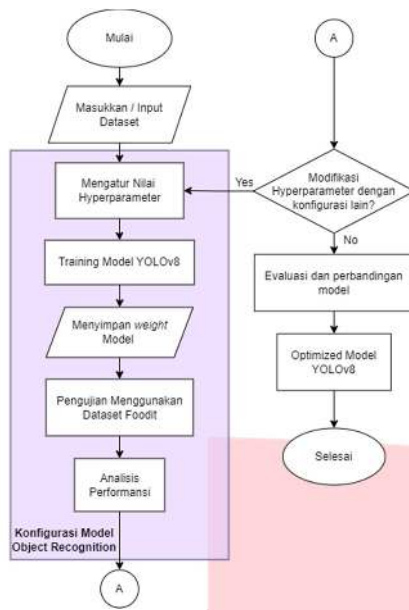 Mulai
Masukkan / Input
Dataset
Mengatur Nilai
Hyperparameter
Training Model YOLOv8
Menyimpan weight
Model
Pengujian Menggunakan
Dataset Foodit
Analisis
Performansi
Konfigurasi Model
Object Recognition
A
A
Modifikasi
Hyperparameter dengan
konfigurasi lain?
Yes
No
Evaluasi dan perbandingan
model
Optimized Model
YOLOv8
Selesai